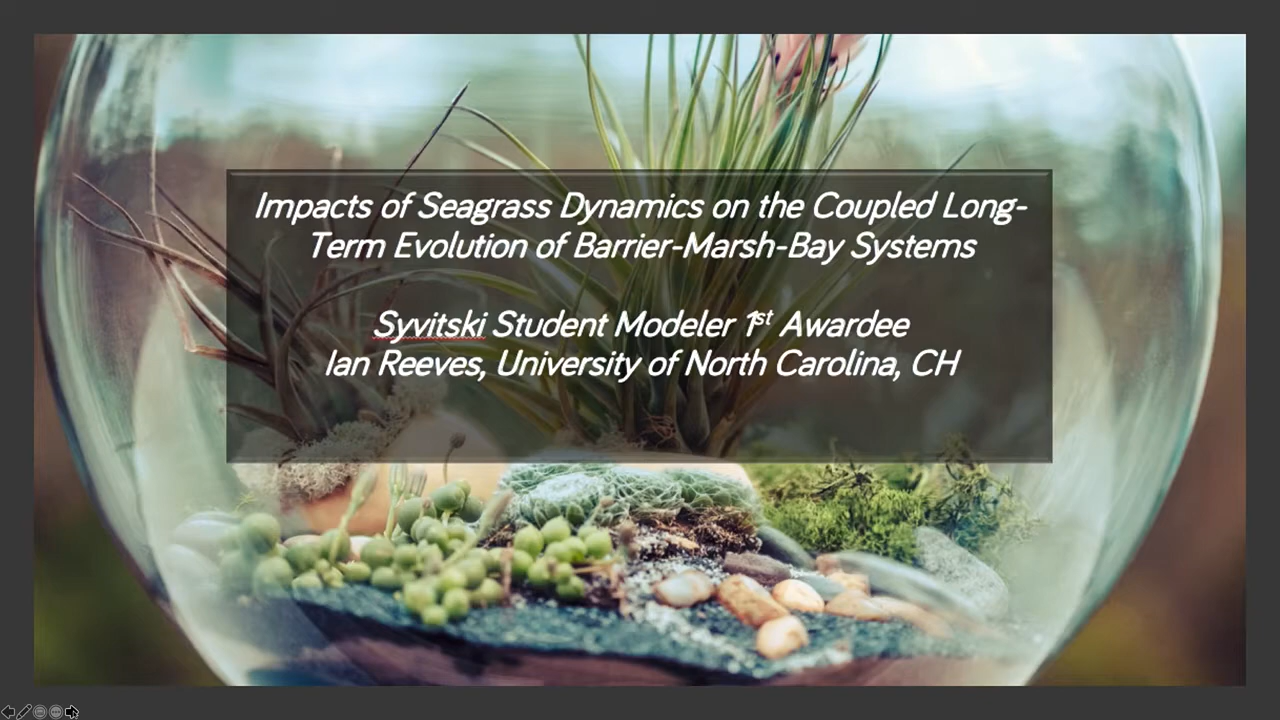 Impacts of Seagrass Dynamics on the Coupled Long-
Term Evolution of Barrier-Marsh-Bay Systems
Syvitski Student Modeler 1st Awardee
Ian Reeves, University of North Carolina, CH